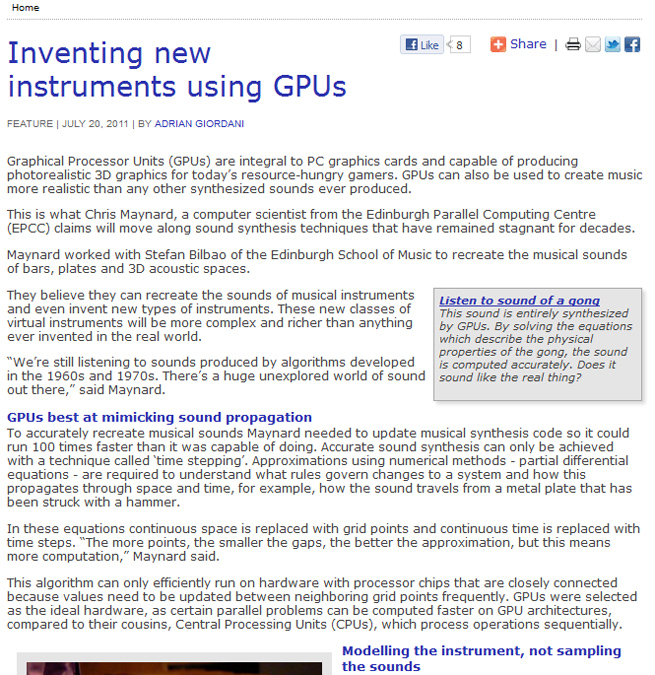 Home
Inventing new
instruments using GPUs
Like 8 Share |
FEATURE | JULY 20, 2011 | BY ADRIAN GIORDANI
Graphical Processor Units (GPUs) are integral to PC graphics cards and capable of producing
photorealistic 3D graphics for today's resource-hungry gamers. GPUs can also be used to create music
more realistic than any other synthesized sounds ever produced.
This is what Chris Maynard, a computer scientist from the Edinburgh Parallel Computing Centre
(EPCC) claims will move along sound synthesis techniques that have remained stagnant for decades.
Maynard worked with Stefan Bilbao of the Edinburgh School of Music to recreate the musical sounds
of bars, plates and 3D acoustic spaces.
They believe they can recreate the sounds of musical instruments
and even invent new types of instruments. These new classes of
virtual instruments will be more complex and richer than anything
ever invented in the real world.
Listen to sound of a gong
This sound is entirely synthesized
by GPUs. By solving the equations
which describe the physical
properties of the gong, the sound
is computed accurately. Does it
sound like the real thing?
“We're still listening to sounds produced by algorithms developed
in the 1960s and 1970s. There's a huge unexplored world of sound
out there,” said Maynard.
GPUs best at mimicking sound propagation
To accurately recreate musical sounds Maynard needed to update musical synthesis code so it could
run 100 times faster than it was capable of doing. Accurate sound synthesis can only be achieved
with a technique called ‘time stepping’. Approximations using numerical methods - partial differential
equations - are required to understand what rules govern changes to a system and how this
propagates through space and time, for example, how the sound travels from a metal plate that has
been struck with a hammer.
In these equations continuous space is replaced with grid points and continuous time is replaced with
time steps. “The more points, the smaller the gaps, the better the approximation, but this means
more computation,” Maynard said.
This algorithm can only efficiently run on hardware with processor chips that are closely connected
because values need to be updated between neighboring grid points frequently. GPUs were selected
as the ideal hardware, as certain parallel problems can be computed faster on GPU architectures,
compared to their cousins, Central Processing Units (CPUs), which process operations sequentially.
Modelling the instrument, not sampling
the sounds